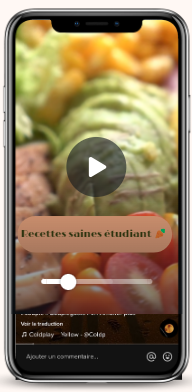 Recettes saines étudiant 🥕
Voir la traduction
♫ Coldplay · Yellow - @Coldp
Ajouter un commentaire...